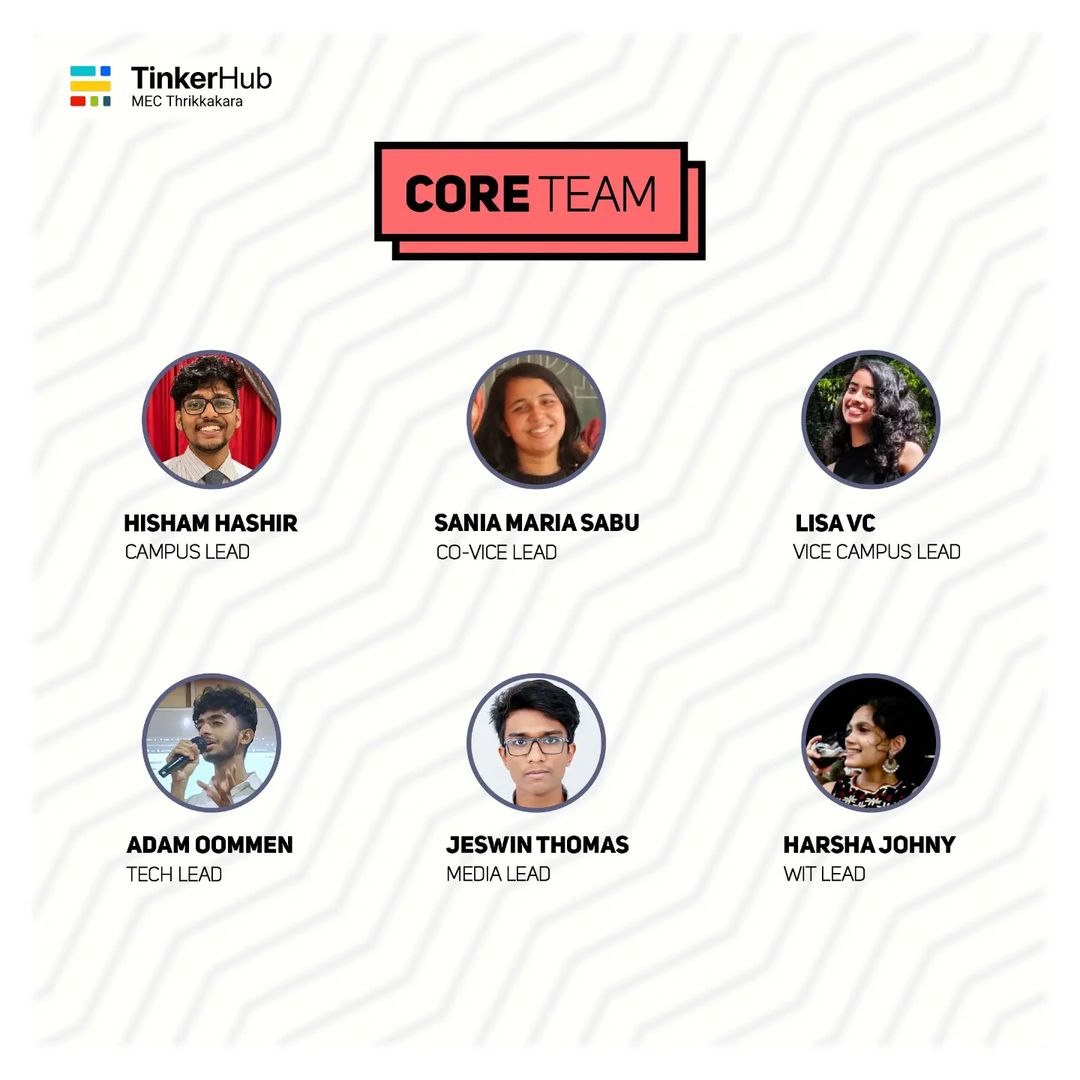 TinkerHub
MEC Thrikkakara
CORE TEAM
HISHAM HASHIR
CAMPUS LEAD
SANIA MARIA SABU
CO-VICE LEAD
LISA VC
VICE CAMPUS LEAD
ADAM OOMMEN
TECH LEAD
JESWIN THOMAS
MEDIA LEAD
HARSHA JOHNY
WIT LEAD